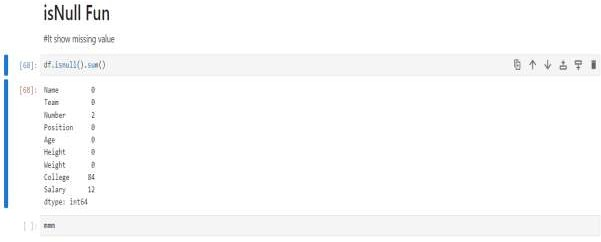 isNull Fun
#It show missing value
[68]: df.isnull().sum()
[68]: Name 0
Team 0
Number 2
Position 0
Age 0
Height 0
Weight 0
College 84
Salary 12
dtype: int64
[ ]: mmm